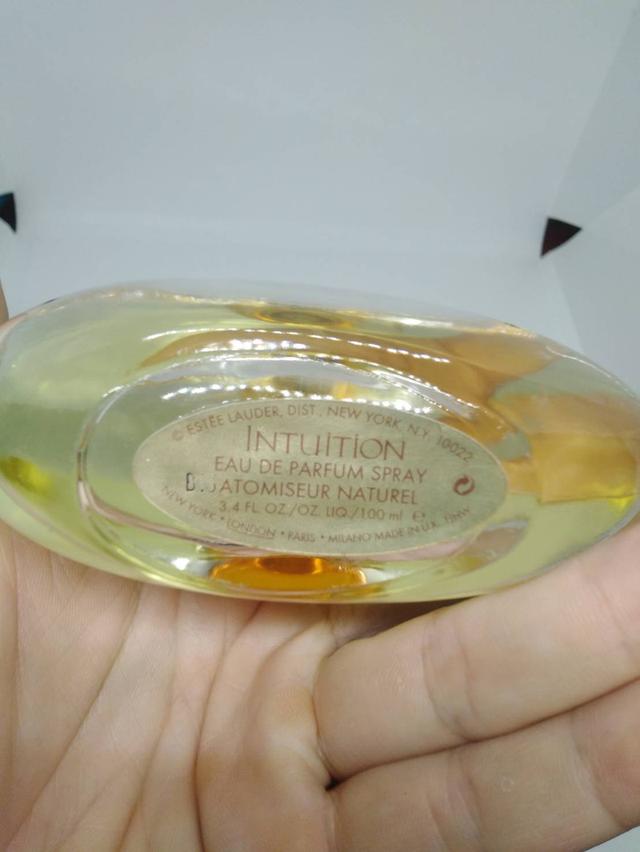 © ESTĒE LAUDER, DIST., NEW YORK, N.Y. 10022
INTUITION
EAU DE PARFUM SPRAY
ATOMISEUR NATUREL
3.4 FL. OZ./OZ. LIQ./100 ml ℮
NEW YORK • LONDON • PARIS • MILANO MADE IN U.K.